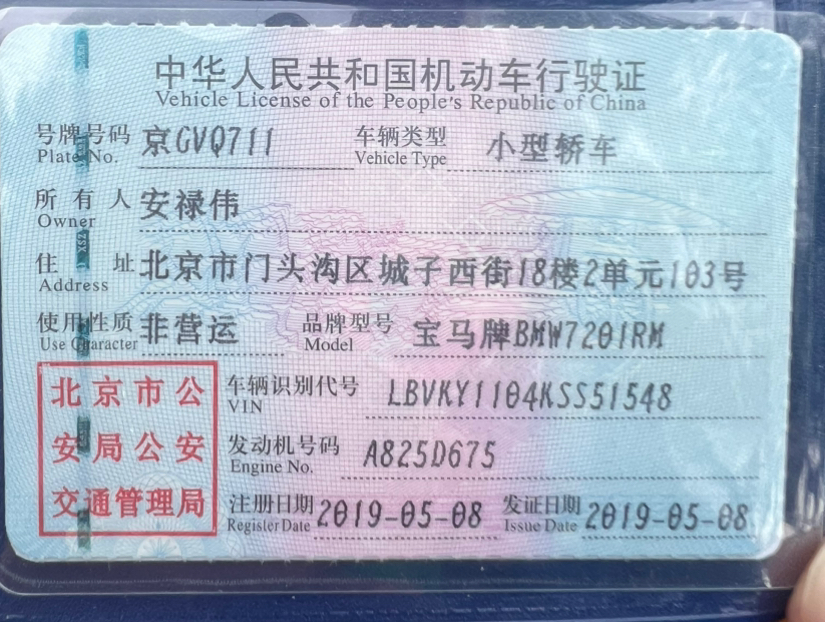 中华人民共和国机动车行驶证
Vehicle License of the People's Republic of China
号牌号码 京GVQ711 车辆类型 小型轿车
Plate No. Vehicle Type
所有人 安禄伟
Owner
住址 北京市门头沟区城子西街18楼2单元103号
Address
使用性质 非营运 品牌型号 宝马牌BMW7201RM
Use Character Model
北京市公
安局公安
交通管理局
车辆识别代号 LBVKY1104KSS51548
VIN
发动机号码 A825D675
Engine No.
注册日期 2019-05-08 发证日期 2019-05-08
Register Date Issue Date